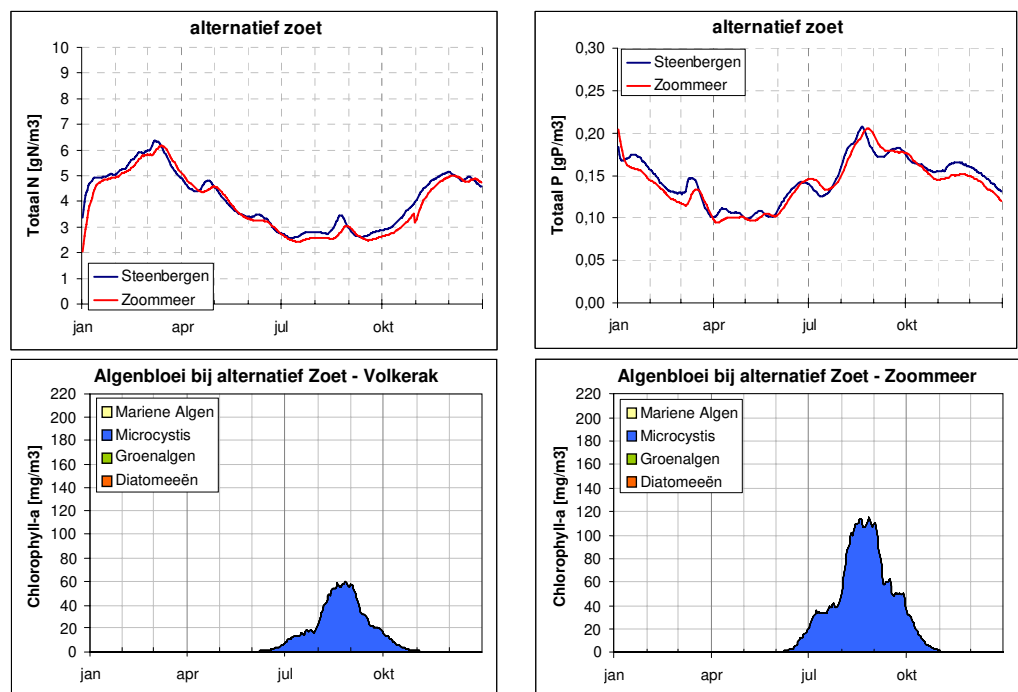 alternatief zoet
Totaal N [gN/m3]
10
9
8
7
6
5
4
3
2
1
0
Steenbergen
Zoommeer
jan
apr
jul
okt
alternatief zoet
Totaal P [gP/m3]
0,30
0,25
0,20
0,15
0,10
0,05
0,00
Steenbergen
Zoommeer
jan
apr
jul
okt
Algenbloei bij alternatief Zoet - Volkerak
Chlorophyll-a [mg/m3]
220
200
180
160
140
120
100
80
60
40
20
0
Mariene Algen
Microcystis
Groenalgen
Diatomeeën
jan
jul
okt
Algenbloei bij alternatief Zoet - Zoommeer
Chlorophyll-a [mg/m3]
220
200
180
160
140
120
100
80
60
40
20
0
Mariene Algen
Microcystis
Groenalgen
Diatomeeën
jan
jul
okt